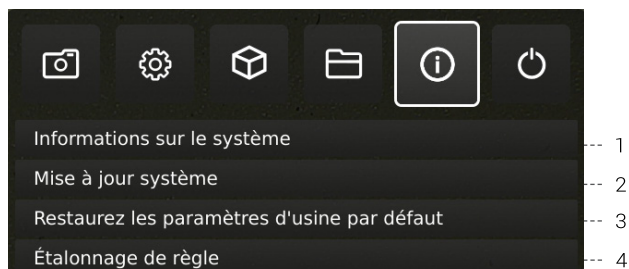 Informations sur le système
1
Mise à jour système
2
Restaurez les paramètres d'usine par défaut
3
Étalonnage de règle
4